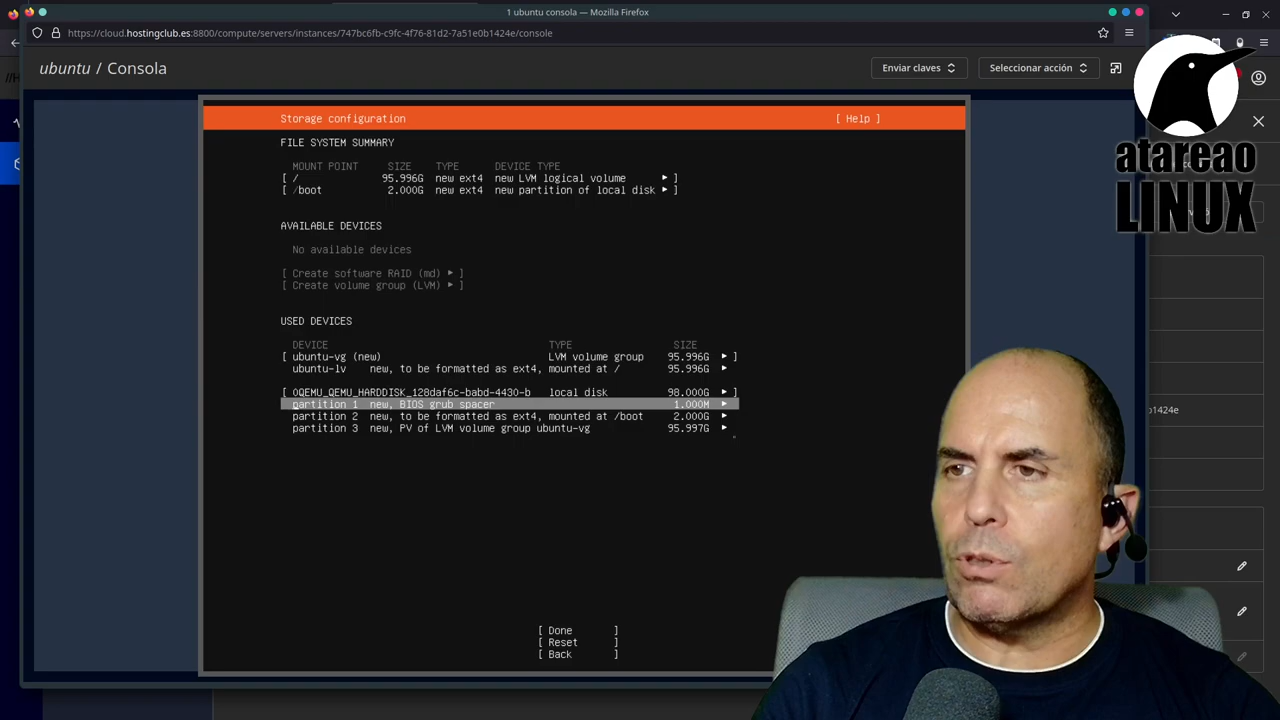 1 ubuntu consola — Mozilla Firefox
https://cloud.hostingclub.es:8800/compute/servers/instances/747bc6fb-c9fc-4f76-81d2-7a51e0b1424e/console
ubuntu / Consola
Enviar claves
Seleccionar acción
Storage configuration [ Help ]
FILE SYSTEM SUMMARY
MOUNT POINT SIZE TYPE DEVICE TYPE
[ / 95.996G new ext4 new LVM logical volume ▸ ]
[ /boot 2.000G new ext4 new partition of local disk ▸ ]
AVAILABLE DEVICES
No available devices
[ Create software RAID (md) ▸ ]
[ Create volume group (LVM) ▸ ]
USED DEVICES
DEVICE TYPE SIZE
[ ubuntu-vg (new) LVM volume group 95.996G ▸ ]
ubuntu-lv new, to be formatted as ext4, mounted at / 95.996G ▸
[ 0QEMU_QEMU_HARDDISK_128daf6c-babd-4430-b local disk 98.000G ▸ ]
partition 1 new, BIOS grub spacer 1.000M ▸
partition 2 new, to be formatted as ext4, mounted at /boot 2.000G ▸
partition 3 new, PV of LVM volume group ubuntu-vg 95.997G ▸
[ Done ]
[ Reset ]
[ Back ]
atareao
LINUX
b1424e